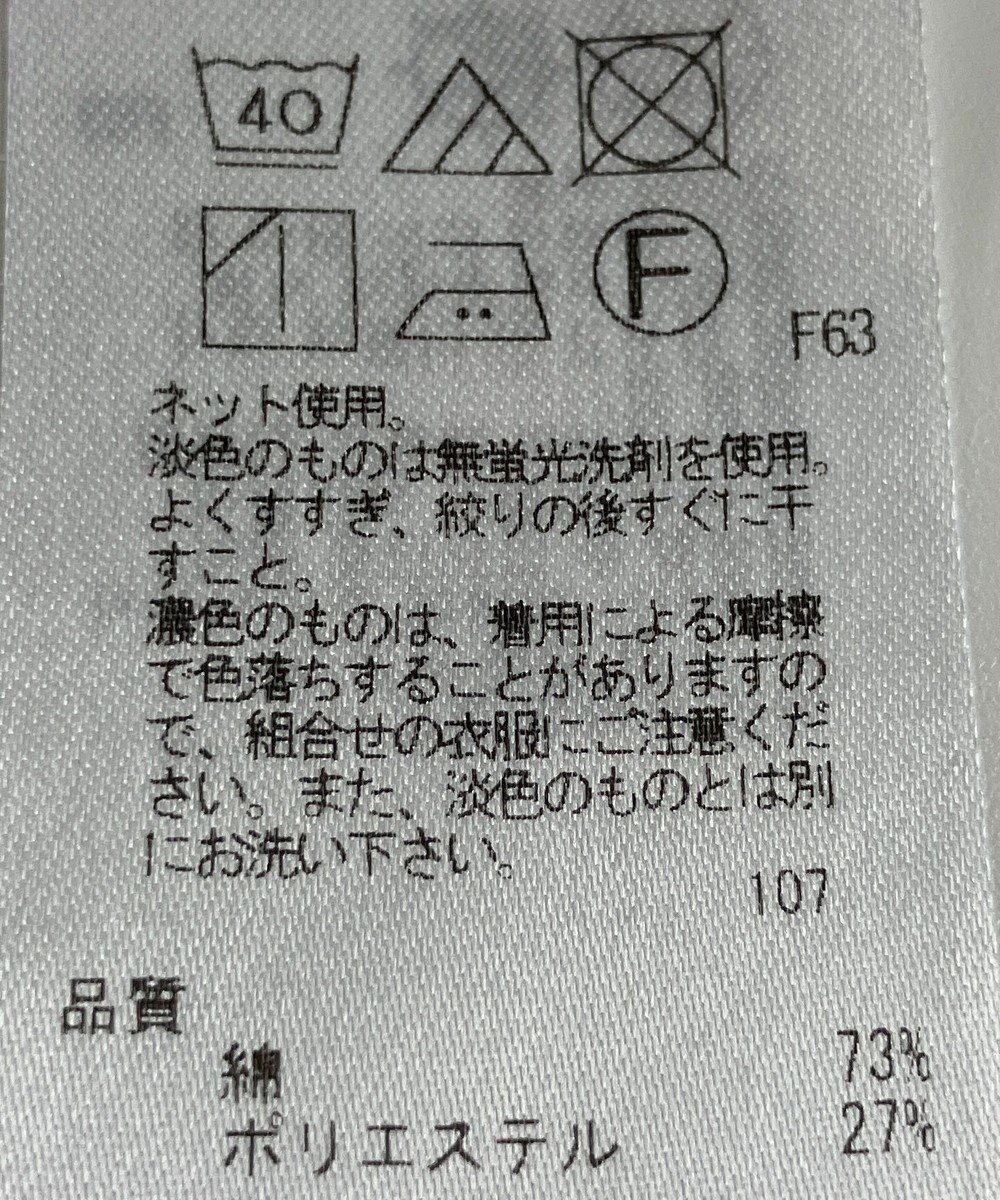 40
F
F63
ネット使用。
淡色のものは無蛍光洗剤を使用。
よくすすぎ、絞りの後すぐに干
すこと。
濃色のものは、着用による摩擦
で色落ちすることがありますの
で、組合せの衣服にご注意くだ
さい。また、淡色のものとは別
にお洗い下さい。
107
品質
綿 73%
ポリエステル 27%